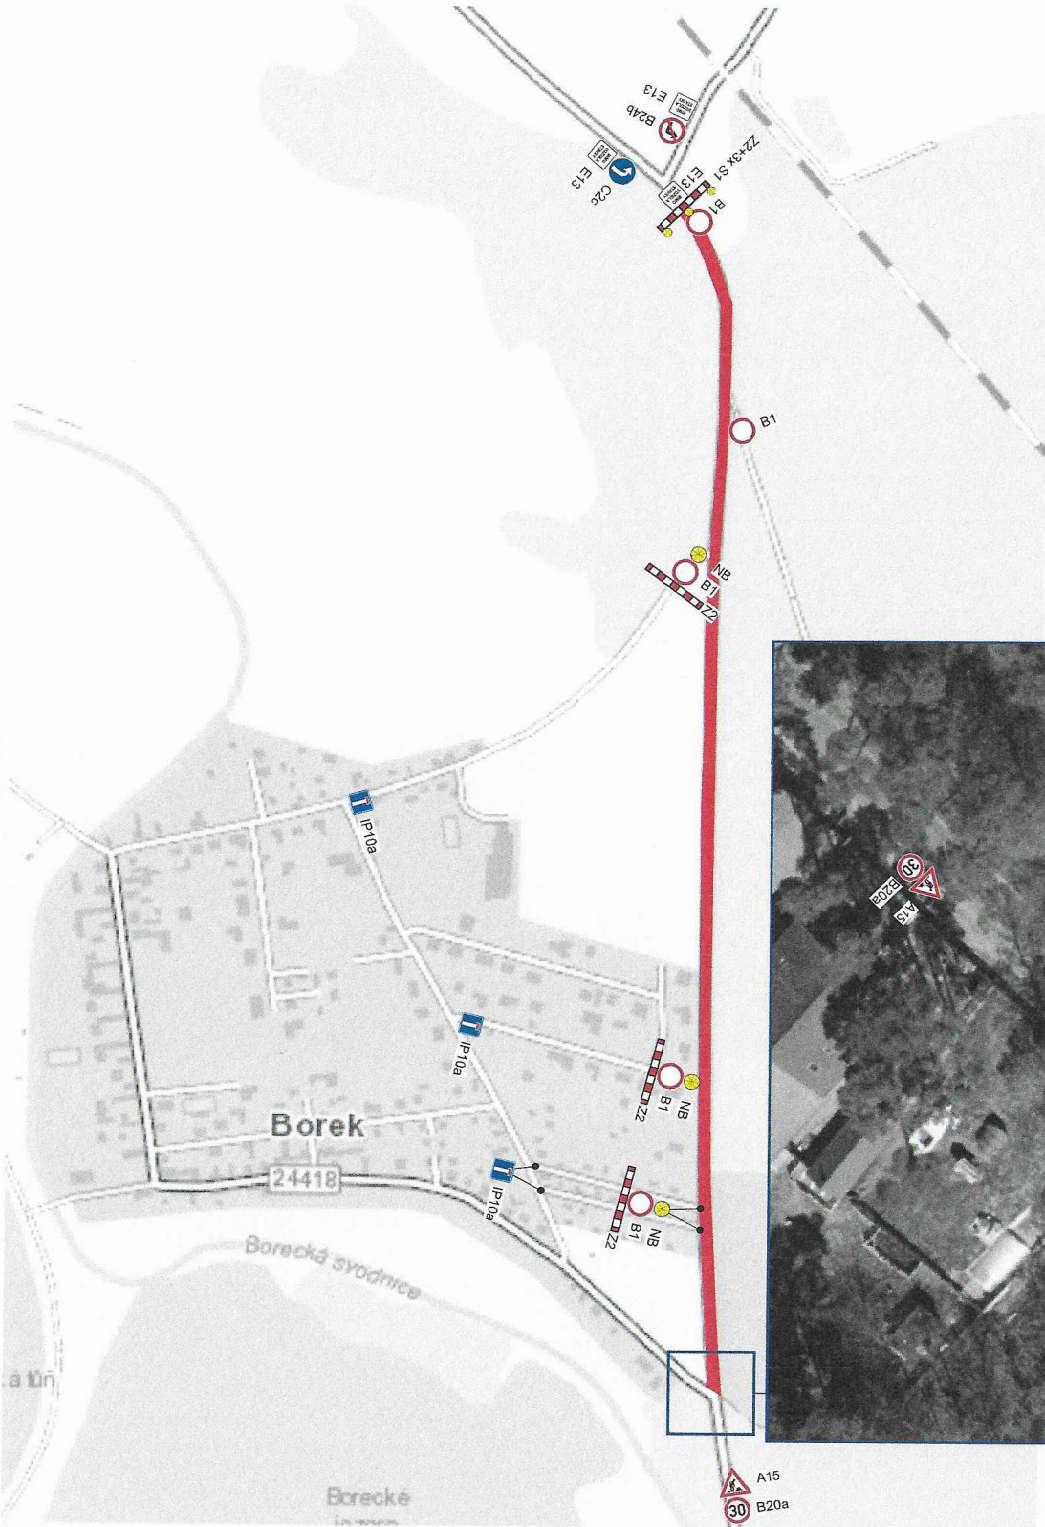 E13
B24b
E13
C2c
E13
Z2+3x S1
B1
B1
NB
B1
Z2
IP10a
IP10a
NB
B1
Z2
IP10a
NB
B1
Z2
Borek
24418
Borecká svodnice
á tůň
Borecké
30
B20a
A15
A15
30
B20a